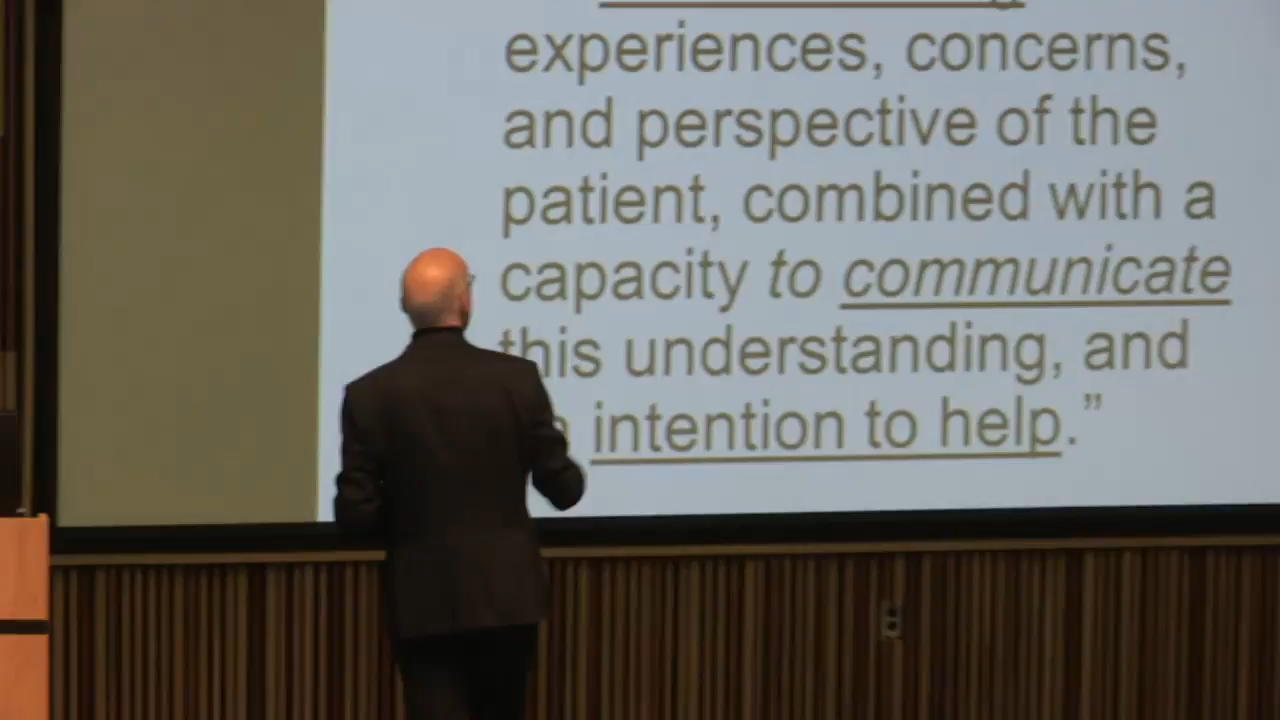 experiences, concerns,
and perspective of the
patient, combined with a
capacity to communicate
this understanding, and
intention to help.”